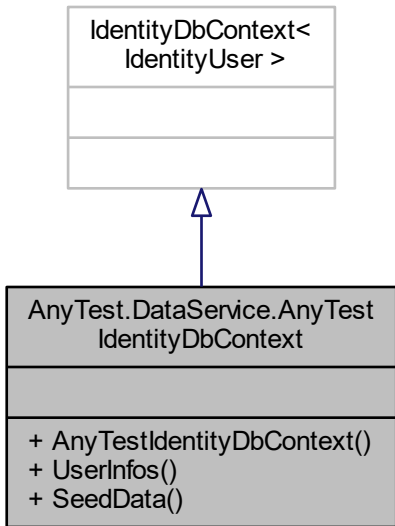 IdentityDbContext<
IdentityUser >
AnyTest.DataService.AnyTest
IdentityDbContext
+ AnyTestIdentityDbContext()
+ UserInfos()
+ SeedData()